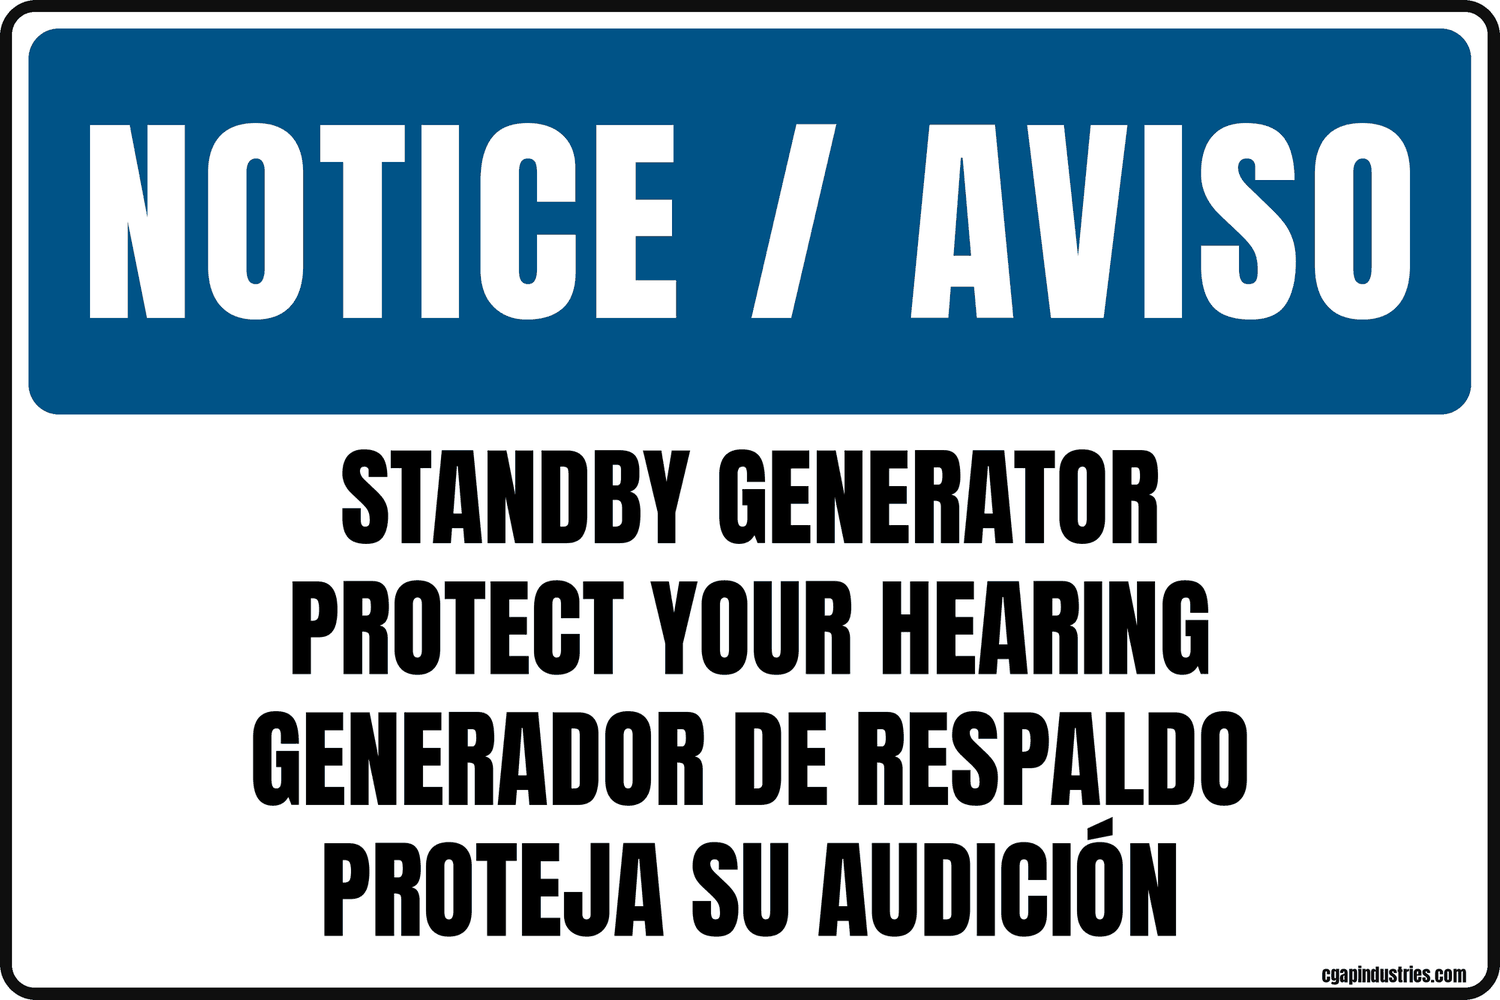 NOTICE / AVISO
STANDBY GENERATOR
PROTECT YOUR HEARING
GENERADOR DE RESPALDO
PROTEJA SU AUDICIÓN
cgapindustries.com